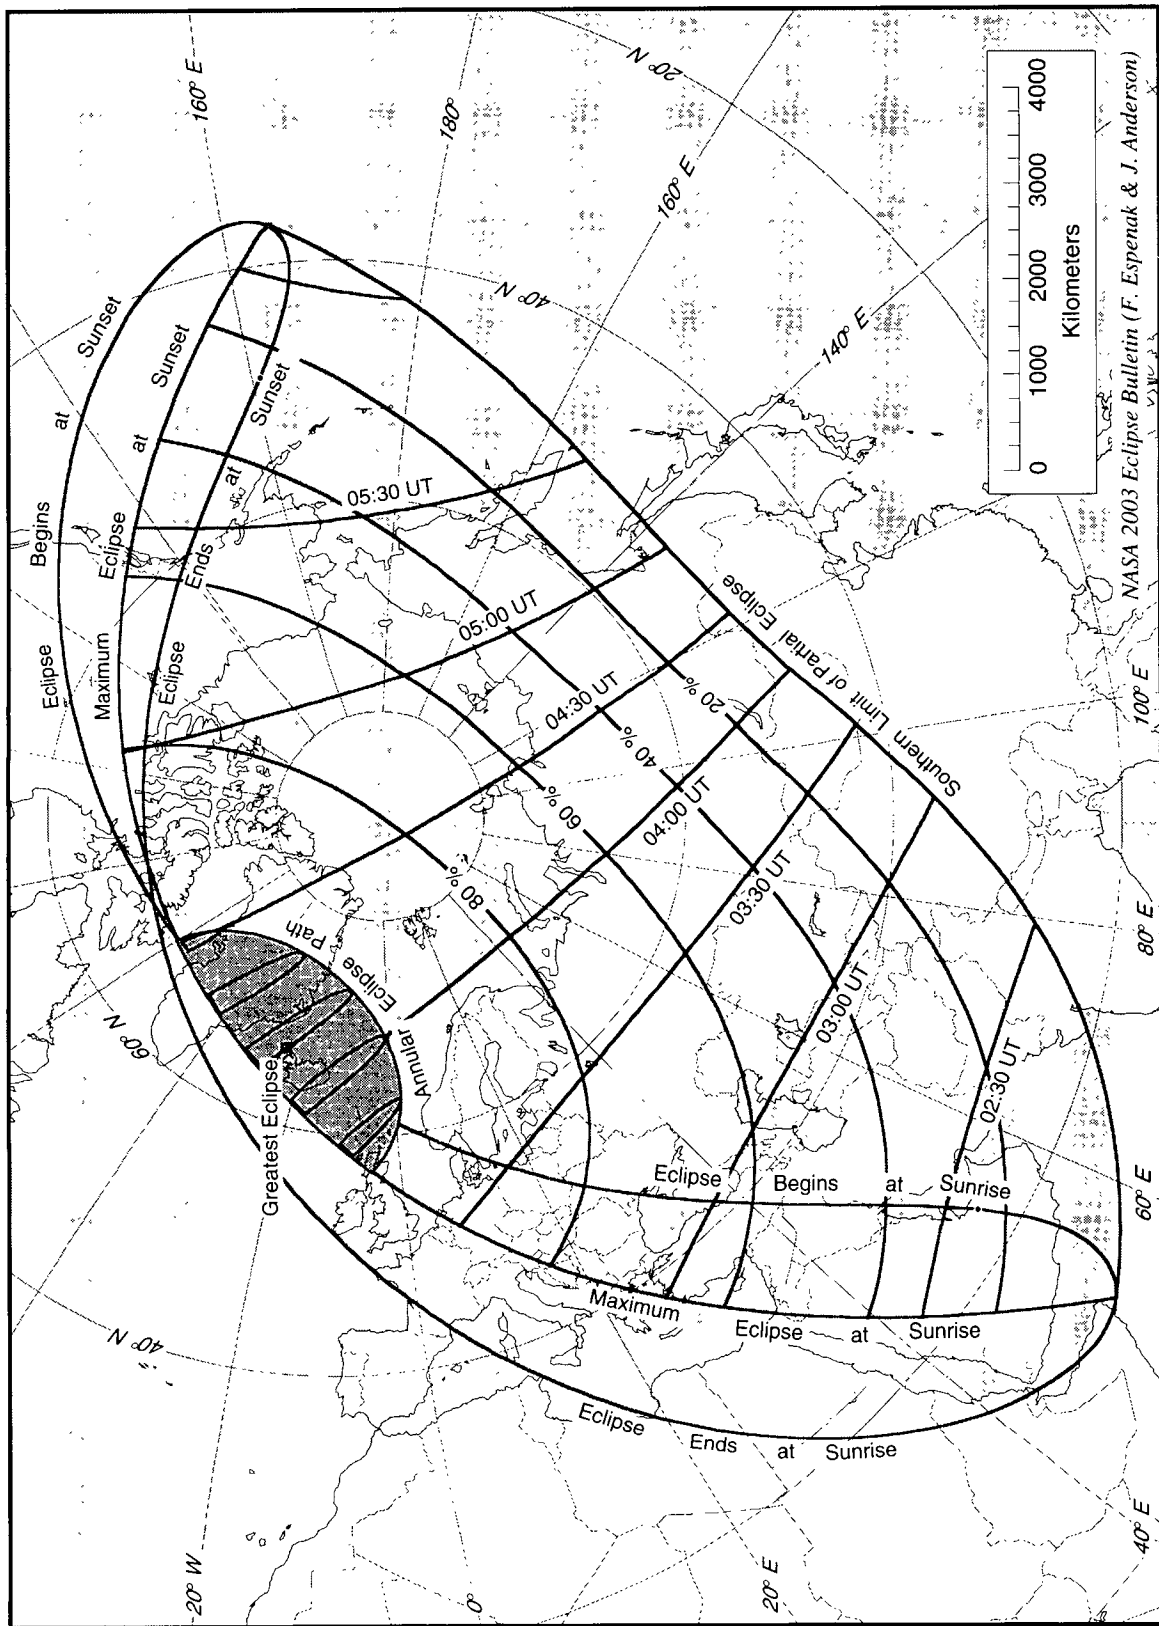 160° E
180°
160° E
20° N
40° N
140° E
Eclipse Begins at Sunset
Maximum Eclipse at Sunset
Eclipse Ends at Sunset
05:30 UT
05:00 UT
04:30 UT
04:00 UT
03:30 UT
03:00 UT
02:30 UT
20 %
40 %
60 %
80 %
Southern Limit of Partial Eclipse
60° N
Greatest Eclipse
Annular Eclipse Path
Eclipse Begins at Sunrise
Maximum Eclipse at Sunrise
Eclipse Ends at Sunrise
40° N
20° W
0°
20° E
40° E
60° E
80° E
100° E
0 1000 2000 3000 4000
Kilometers
NASA 2003 Eclipse Bulletin (F. Espenak & J. Anderson)